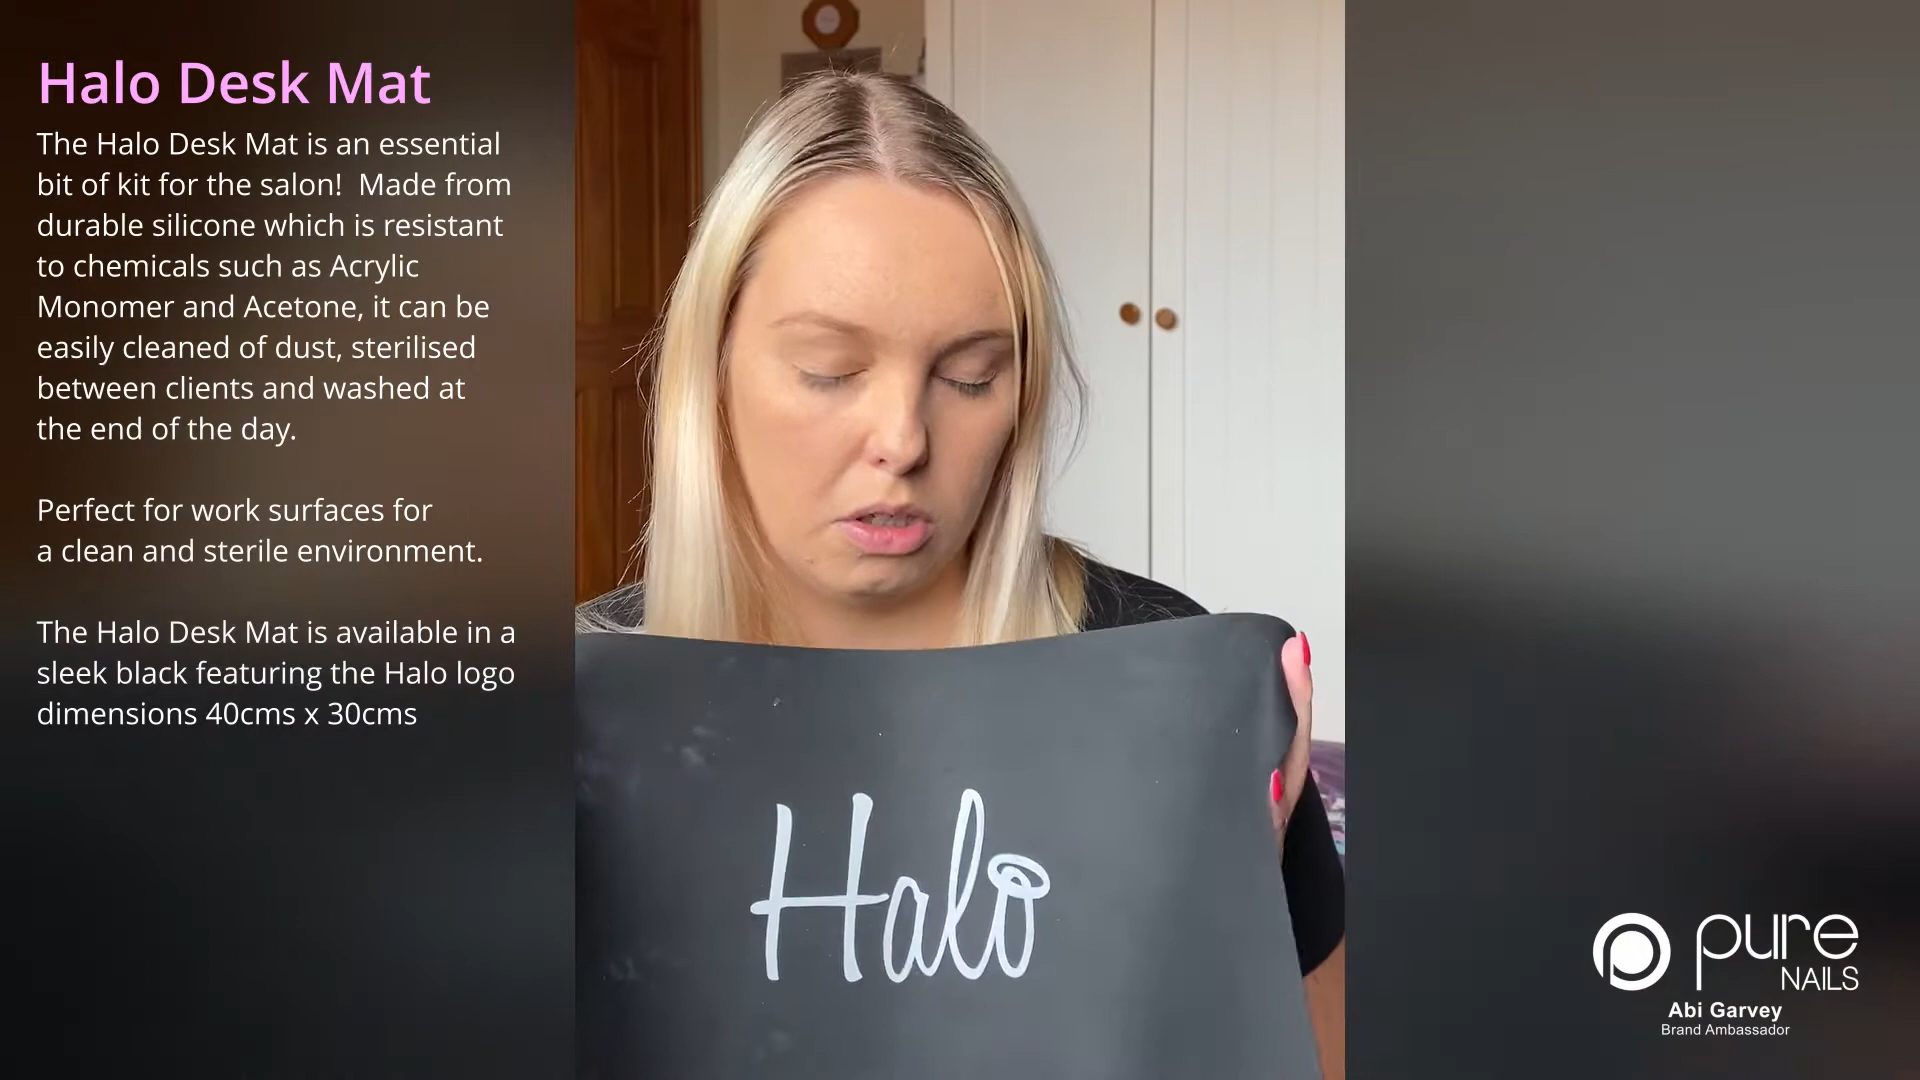 Halo Desk Mat
The Halo Desk Mat is an essential
bit of kit for the salon!  Made from
durable silicone which is resistant
to chemicals such as Acrylic
Monomer and Acetone, it can be
easily cleaned of dust, sterilised
between clients and washed at
the end of the day.
Perfect for work surfaces for
a clean and sterile environment.
The Halo Desk Mat is available in a
sleek black featuring the Halo logo
dimensions 40cms x 30cms
Halo
pure
NAILS
Abi Garvey
Brand Ambassador